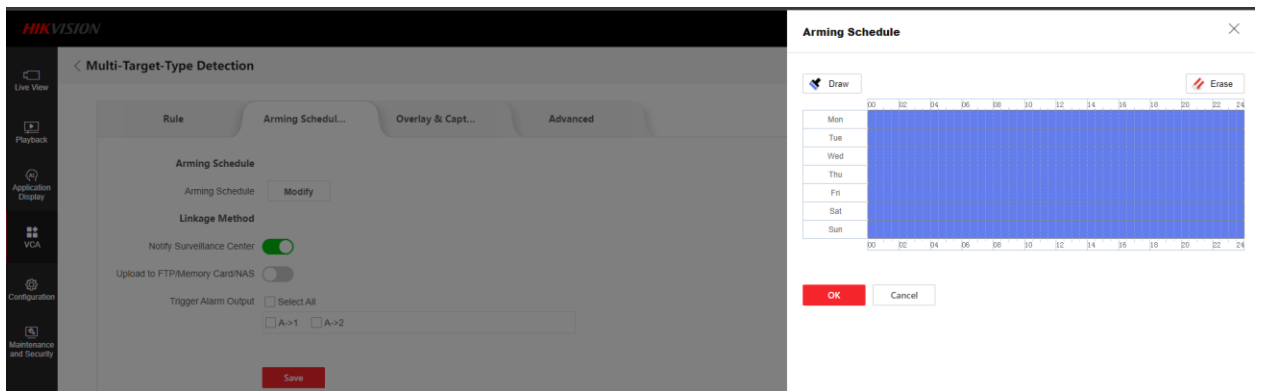 HIKVISION
Live View
Playback
Application
Display
VCA
Configuration
Maintenance
and Security
< Multi-Target-Type Detection
Rule Arming Schedul... Overlay & Capt... Advanced
Arming Schedule
Arming Schedule Modify
Linkage Method
Notify Surveillance Center
Upload to FTP/Memory Card/NAS
Trigger Alarm Output Select All
A->1 A->2
Save
Arming Schedule
Draw Erase
00 02 04 06 08 10 12 14 16 18 20 22 24
Mon
Tue
Wed
Thu
Fri
Sat
Sun
00 02 04 06 08 10 12 14 16 18 20 22 24
OK Cancel